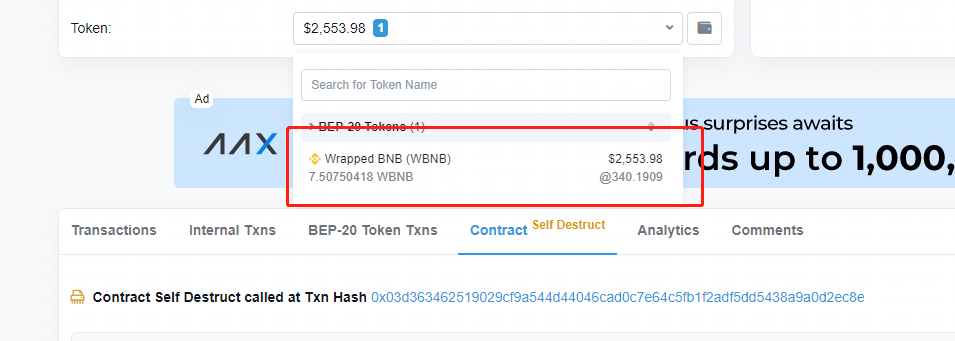 Token:
$2,553.98 1
Search for Token Name
Ad
BEP-20 Tokens (1)
us surprises awaits
AAX
Wrapped BNB (WBNB) $2,553.98
rds up to 1,000,
7.50750418 WBNB @340.1909
Transactions Internal Txns BEP-20 Token Txns Contract Self Destruct Analytics Comments
Contract Self Destruct called at Txn Hash 0x03d363462519029cf9a544d44046cad0c7e64c5fb1f2adf5dd5438a9a0d2ec8e